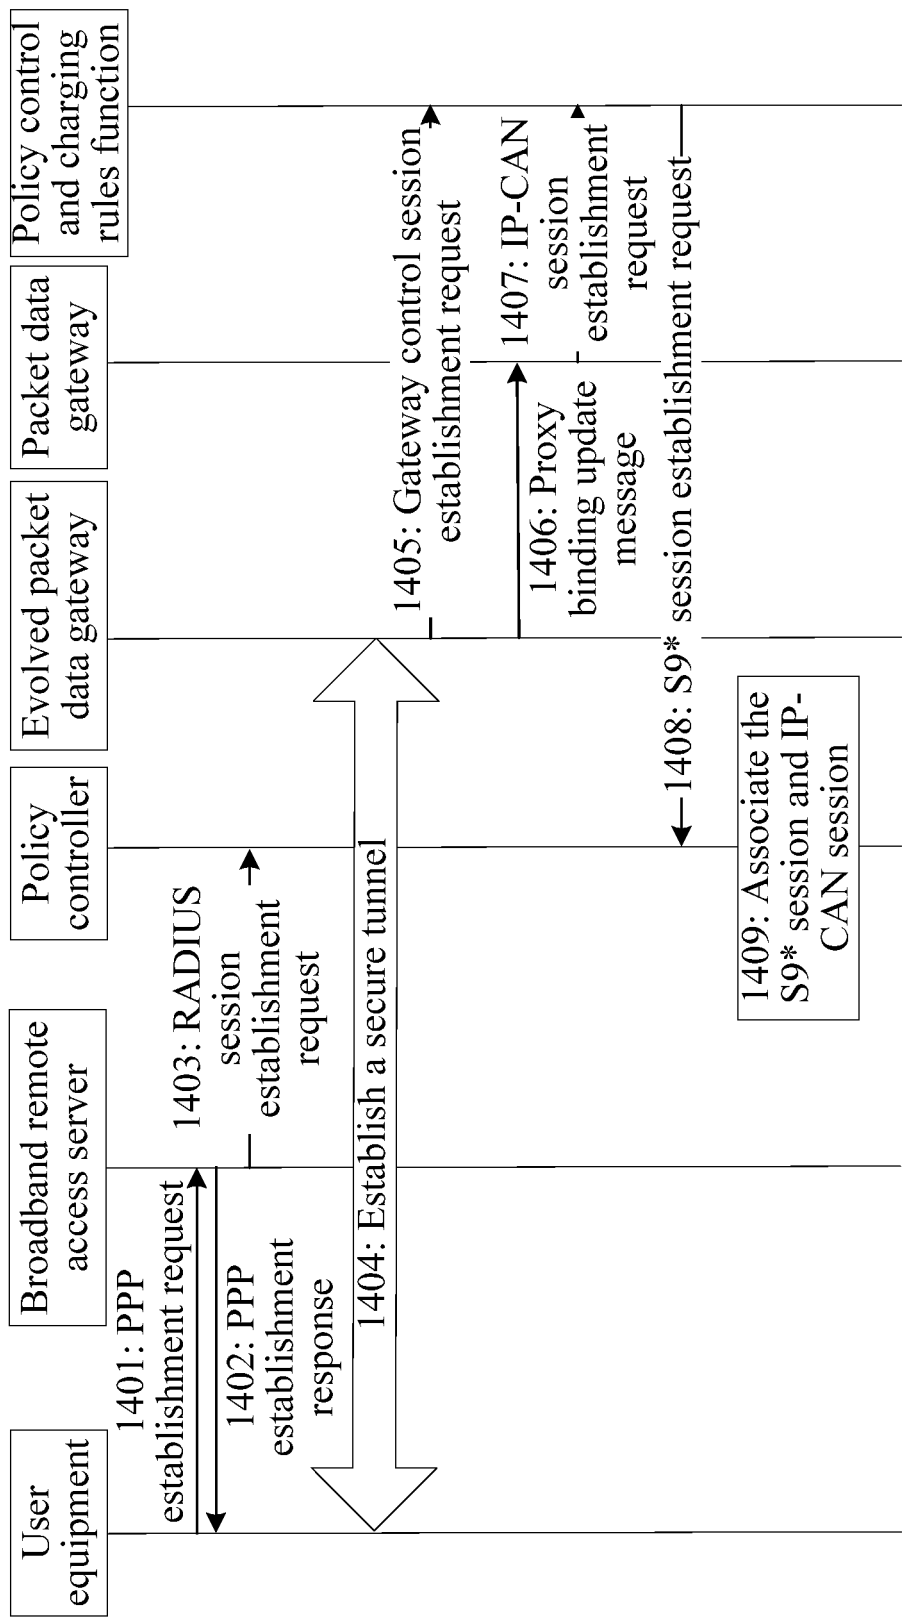 User
equipment
Broadband remote
access server
Policy
controller
Evolved packet
data gateway
Packet data
gateway
Policy control
and charging
rules function
1401: PPP
establishment request
1402: PPP
establishment
response
1403: RADIUS
session
establishment
request
1404: Establish a secure tunnel
1405: Gateway control session
establishment request
1406: Proxy
binding update
message
1407: IP-CAN
session
establishment
request
1408: S9* session establishment request
1409: Associate the
S9* session and IP-
CAN session